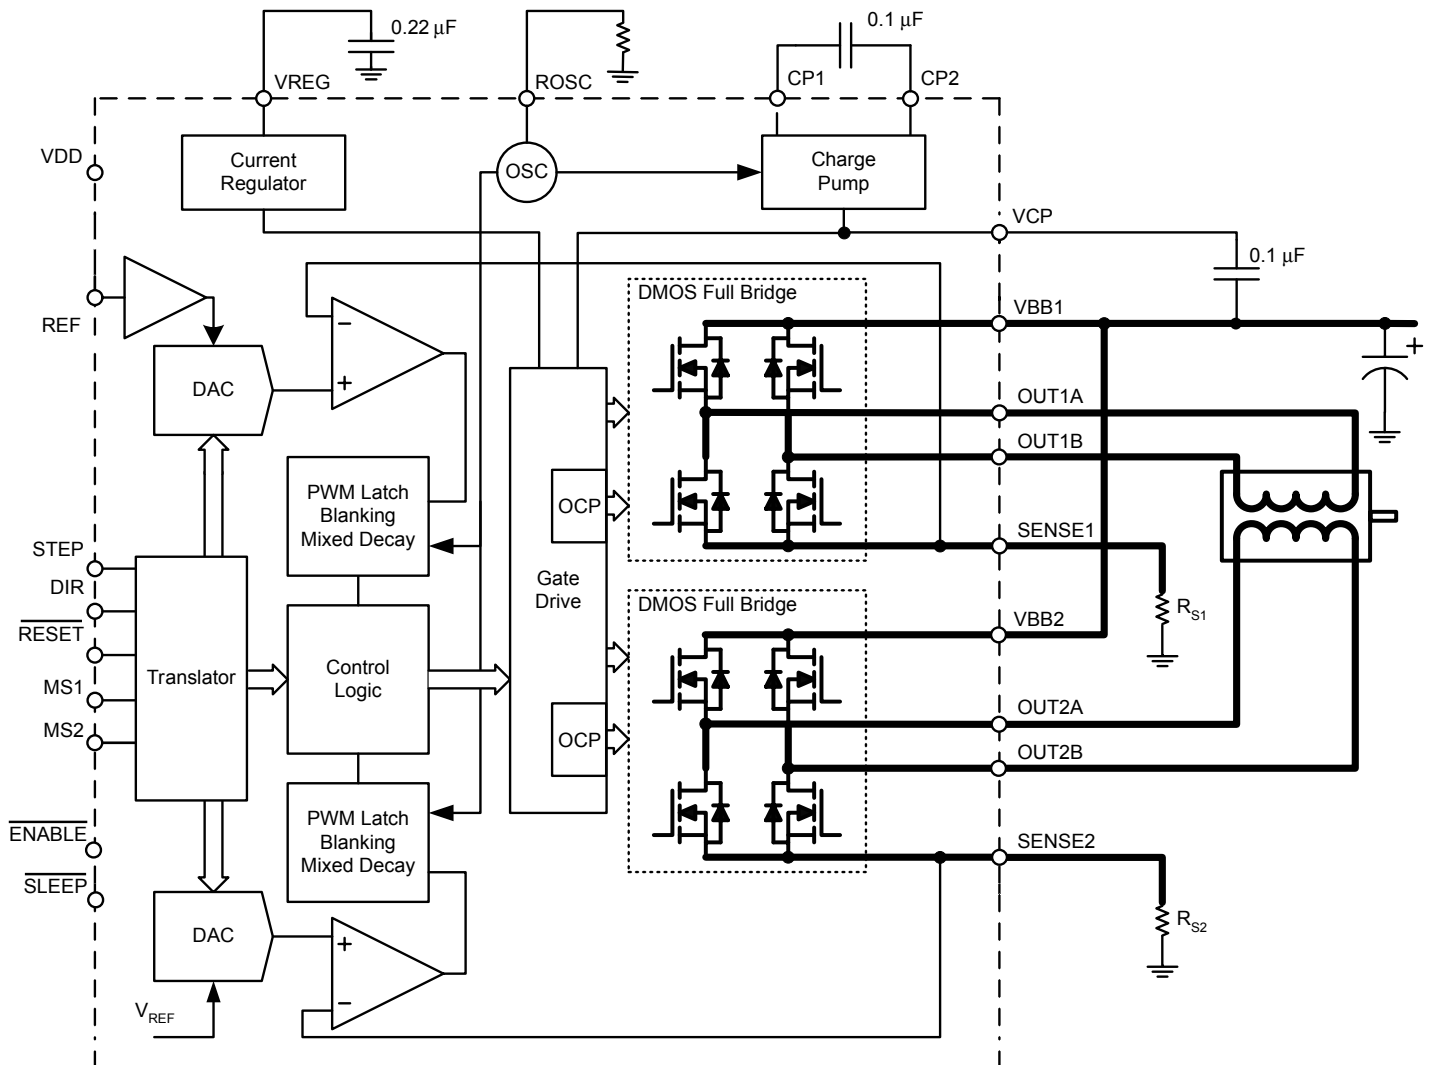 0.22 µF
0.1 µF
VREG
ROSC
CP1
CP2
VDD
Current
Regulator
OSC
Charge
Pump
VCP
0.1 µF
REF
DMOS Full Bridge
VBB1
−
+
+
DAC
OUT1A
OUT1B
PWM Latch
Blanking
Mixed Decay
OCP
SENSE1
STEP
DIR
RESET
MS1
MS2
Translator
Control
Logic
Gate
Drive
DMOS Full Bridge
RS1
VBB2
OUT2A
OCP
OUT2B
PWM Latch
Blanking
Mixed Decay
ENABLE
SLEEP
SENSE2
DAC
+
−
RS2
VREF